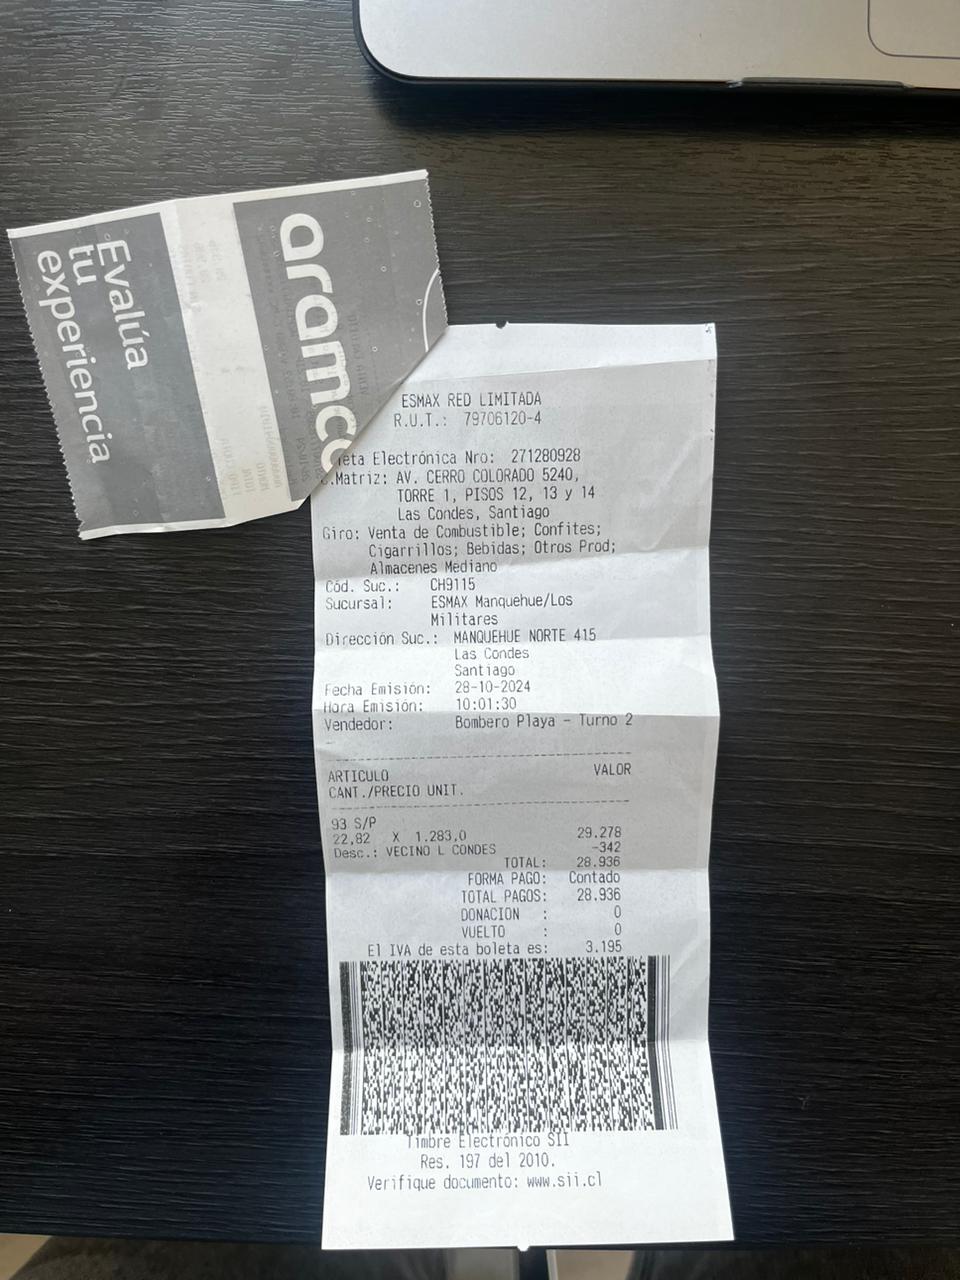 aramco
Evalúa
tu
experiencia
ESMAX RED LIMITADA
R.U.T.: 79706120-4
leta Electrónica Nro: 271280928
.Matriz: AV. CERRO COLORADO 5240,
TORRE 1, PISOS 12, 13 y 14
Las Condes, Santiago
Giro: Venta de Combustible; Confites;
Cigarrillos; Bebidas; Otros Prod;
Almacenes Mediano
Cód. Suc.: CH9115
Sucursal: ESMAX Manquehue/Los
Militares
Dirección Suc.: MANQUEHUE NORTE 415
Las Condes
Santiago
Fecha Emisión: 28-10-2024
Hora Emisión: 10:01:30
Vendedor: Bombero Playa - Turno 2
ARTICULO VALOR
CANT./PRECIO UNIT.
93 S/P
22,82 X 1.283,0 29.278
Desc.: VECINO L CONDES -342
TOTAL: 28.936
FORMA PAGO: Contado
TOTAL PAGOS: 28.936
DONACION : 0
VUELTO : 0
El IVA de esta boleta es: 3.195
Timbre Electrónico SII
Res. 197 del 2010.
Verifique documento: www.sii.cl